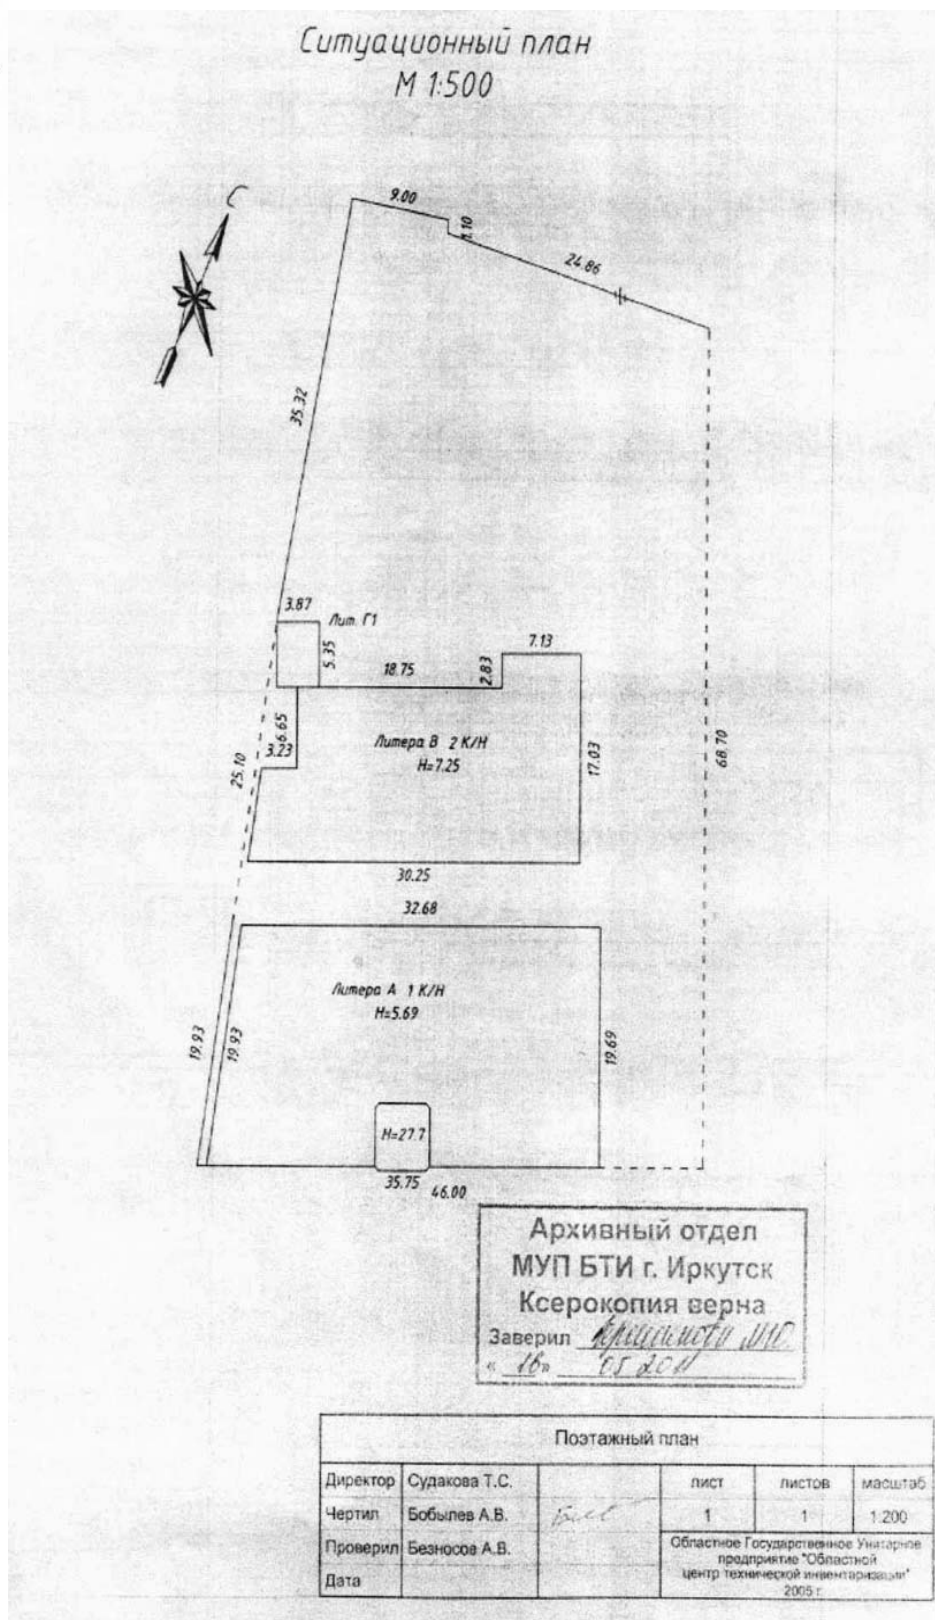 Ситуационный план
М 1:500
С
9.00
1.10
24.86
35.32
3.87
Лит. Г1
5.35
18.75
7.13
2.83
6.65
3.23
Литера В 2 К/Н
Н=7.25
17.03
68.70
25.10
30.25
32.68
Литера А 1 К/Н
Н=5.69
19.93
19.93
19.69
Н=27.7
35.75
46.00
Архивный отдел
МУП БТИ г. Иркутск
Ксерокопия верна
Заверил
« 16» 05 2011
Поэтажный план
Директор Судакова Т.С. лист листов масштаб
Чертил Бобылев А.В. 1 1 1:200
Проверил Безносов А.В. Областное Государственное Унитарное
предприятие "Областной
центр технической инвентаризации"
Дата 2005 г.